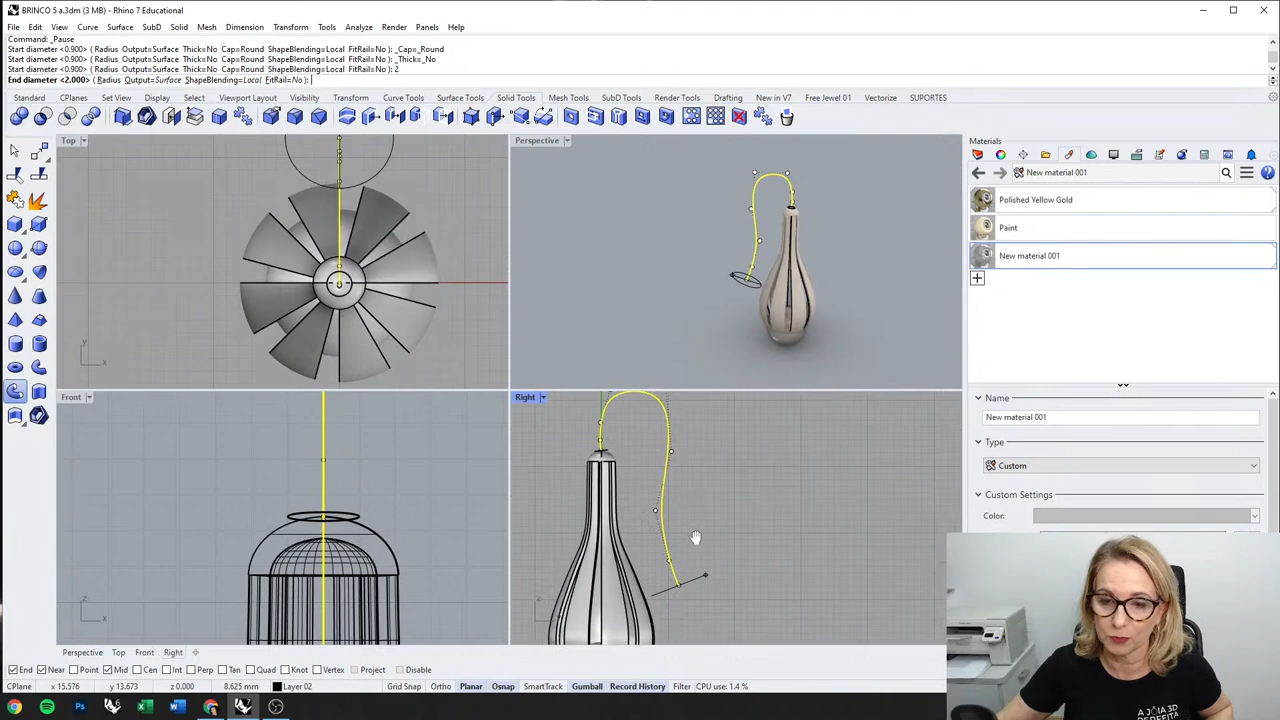 BRINCO 5 a.3dm (3 MB) - Rhino 7 Educational
File Edit View Curve Surface SubD Solid Mesh Dimension Transform Tools Analyze Render Panels Help
Command: _Pause
Start diameter <0.900> ( Radius Output=Surface Thick=No Cap=Round ShapeBlending=Local FitRail=No ): _Cap=_Round
Start diameter <0.900> ( Radius Output=Surface Thick=No Cap=Round ShapeBlending=Local FitRail=No ): _Thick=_No
Start diameter <0.900> ( Radius Output=Surface Thick=No Cap=Round ShapeBlending=Local FitRail=No ): 2
End diameter <2.000> ( Radius Output=Surface ShapeBlending=Local FitRail=No ):
Standard CPlanes Set View Display Select Viewport Layout Visibility Transform Curve Tools Surface Tools Solid Tools Mesh Tools SubD Tools Render Tools Drafting New in V7 Free Jewel 01 Vectorize SUPORTES
Top
Perspective
Front
Right
y
x
z
x
z
Materials
New material 001
Polished Yellow Gold
Paint
New material 001
Name
New material 001
Type
Custom
Custom Settings
Color:
Perspective Top Front Right
End Near Point Mid Cen Int Perp Tan Quad Knot Vertex Project Disable
CPlane x 15.576 y 13.673 z 0.000 8.625 mm Layer 02 Grid Snap Ortho Planar Osnap SmartTrack Gumball Record History Filter CPU use: 1.4 %
A JÓIA 3D
PERFEITA